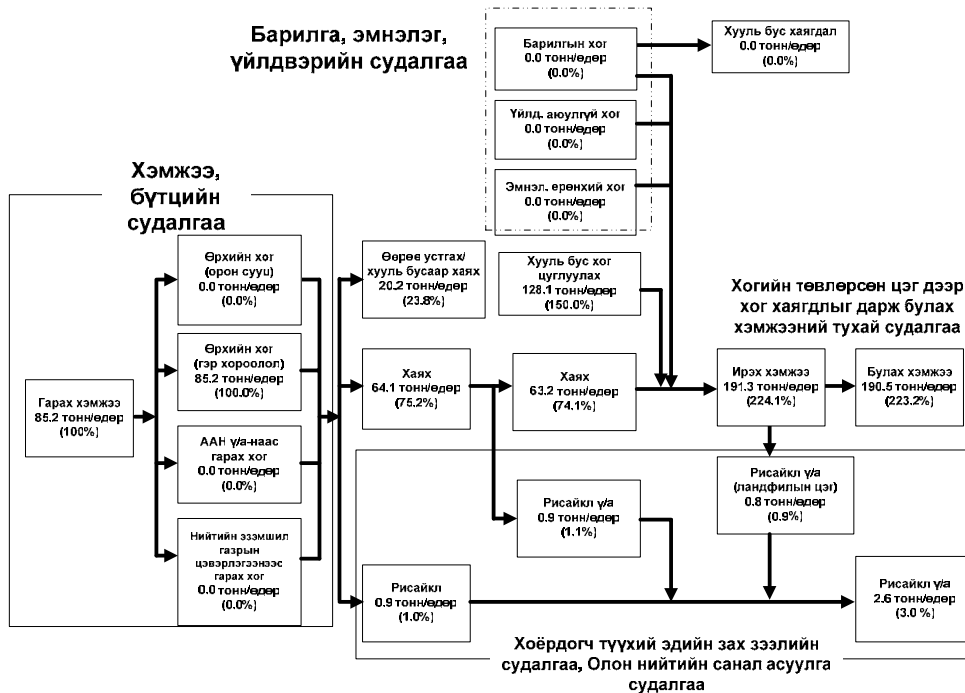 Барилга, эмнэлэг,
үйлдвэрийн судалгаа
Барилгын хог
0.0 тонн/өдөр
(0.0%)
Хууль бус хаягдал
0.0 тонн/өдөр
(0.0%)
Үйлд. аюулгүй хог
0.0 тонн/өдөр
(0.0%)
Эмнэл. ерөнхий хог
0.0 тонн/өдөр
(0.0%)
Хэмжээ,
бүтцийн
судалгаа
Өрхийн хог
(орон сууц)
0.0 тонн/өдөр
(0.0%)
Өөрөө устгах/
хууль бусаар хаях
20.2 тонн/өдөр
(23.8%)
Хууль бус хог
цуглуулах
128.1 тонн/өдөр
(150.0%)
Хогийн төвлөрсөн цэг дээр
хог хаягдлыг дарж булах
хэмжээний тухай судалгаа
Гарах хэмжээ
85.2 тонн/өдөр
(100%)
Өрхийн хог
(гэр хороолол)
85.2 тонн/өдөр
(100.0%)
Хаях
64.1 тонн/өдөр
(75.2%)
Хаях
63.2 тонн/өдөр
(74.1%)
Ирэх хэмжээ
191.3 тонн/өдөр
(224.1%)
Булах хэмжээ
190.5 тонн/өдөр
(223.2%)
ААН ү/а-наас
гарах хог
0.0 тонн/өдөр
(0.0%)
Рисайкл ү/а
0.9 тонн/өдөр
(1.1%)
Рисайкл ү/а
(ландфилын цэг)
0.8 тонн/өдөр
(0.9%)
Нийтийн эзэмшил
газрын
цэвэрлэгээнээс
гарах хог
0.0 тонн/өдөр
(0.0%)
Рисайкл
0.9 тонн/өдөр
(1.0%)
Рисайкл ү/а
2.6 тонн/өдөр
(3.0 %)
Хоёрдогч түүхий эдийн зах зээлийн
судалгаа, Олон нийтийн санал асуулга
судалгаа